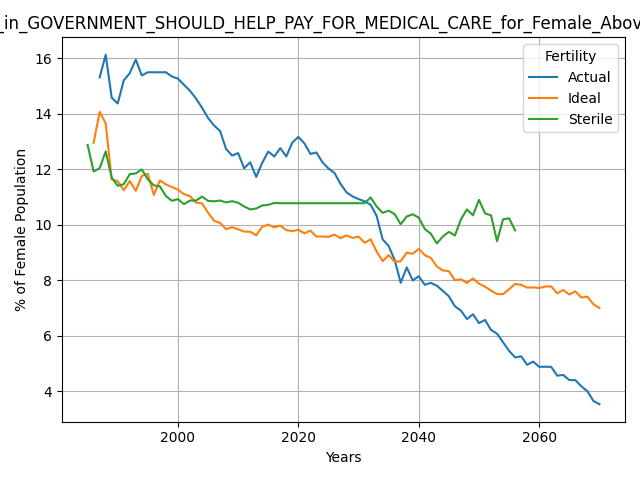 _in_GOVERNMENT_SHOULD_HELP_PAY_FOR_MEDICAL_CARE_for_Female_Abov
Fertility
Actual
Ideal
Sterile
% of Female Population
16
14
12
10
8
6
4
2000 2020 2040 2060
Years